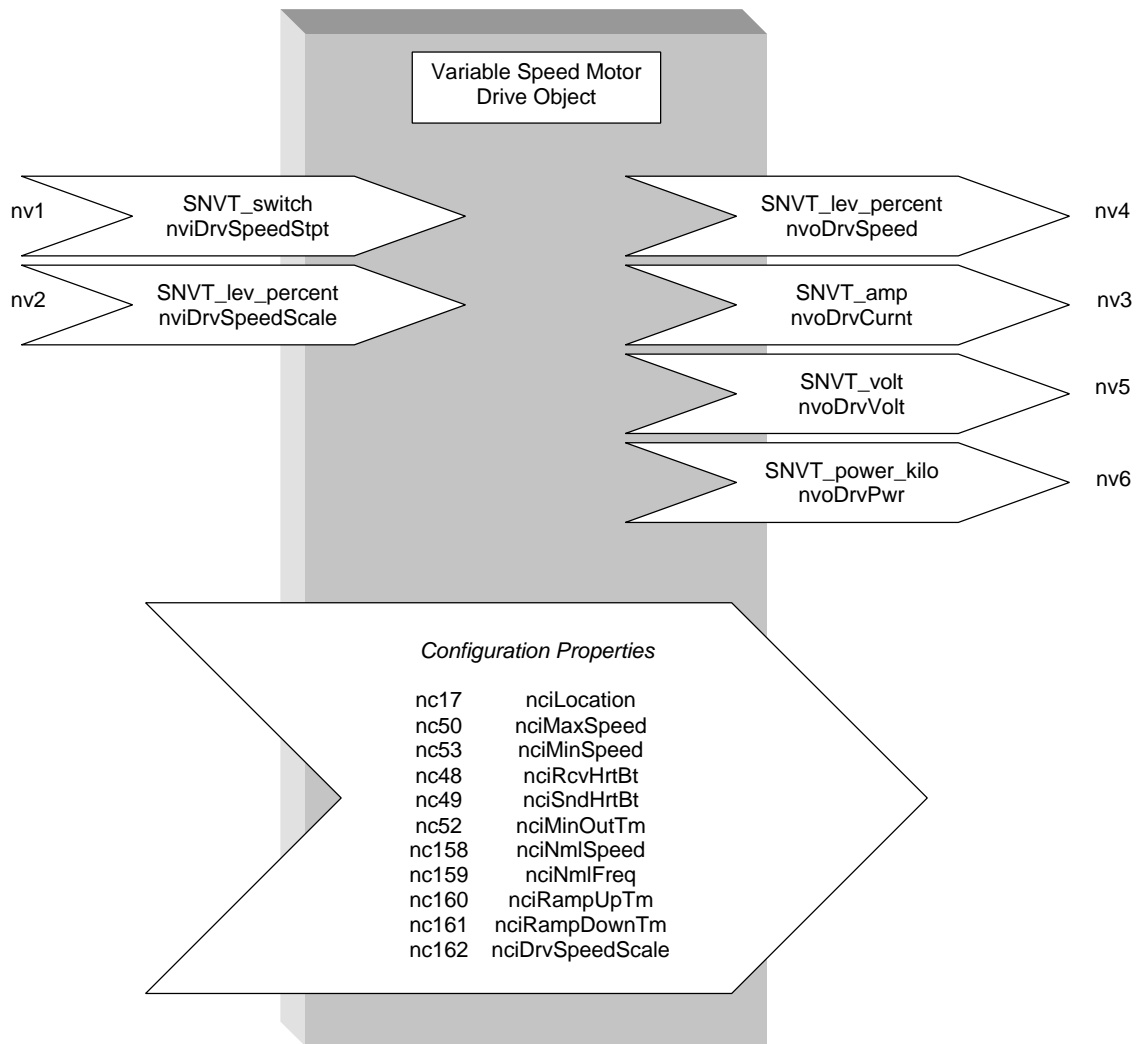 Variable Speed Motor
Drive Object
nv1
SNVT_switch
nviDrvSpeedStpt
nv2
SNVT_lev_percent
nviDrvSpeedScale
SNVT_lev_percent
nvoDrvSpeed
nv4
SNVT_amp
nvoDrvCurnt
nv3
SNVT_volt
nvoDrvVolt
nv5
SNVT_power_kilo
nvoDrvPwr
nv6
Configuration Properties
nc17 nciLocation
nc50 nciMaxSpeed
nc53 nciMinSpeed
nc48 nciRcvHrtBt
nc49 nciSndHrtBt
nc52 nciMinOutTm
nc158 nciNmlSpeed
nc159 nciNmlFreq
nc160 nciRampUpTm
nc161 nciRampDownTm
nc162 nciDrvSpeedScale